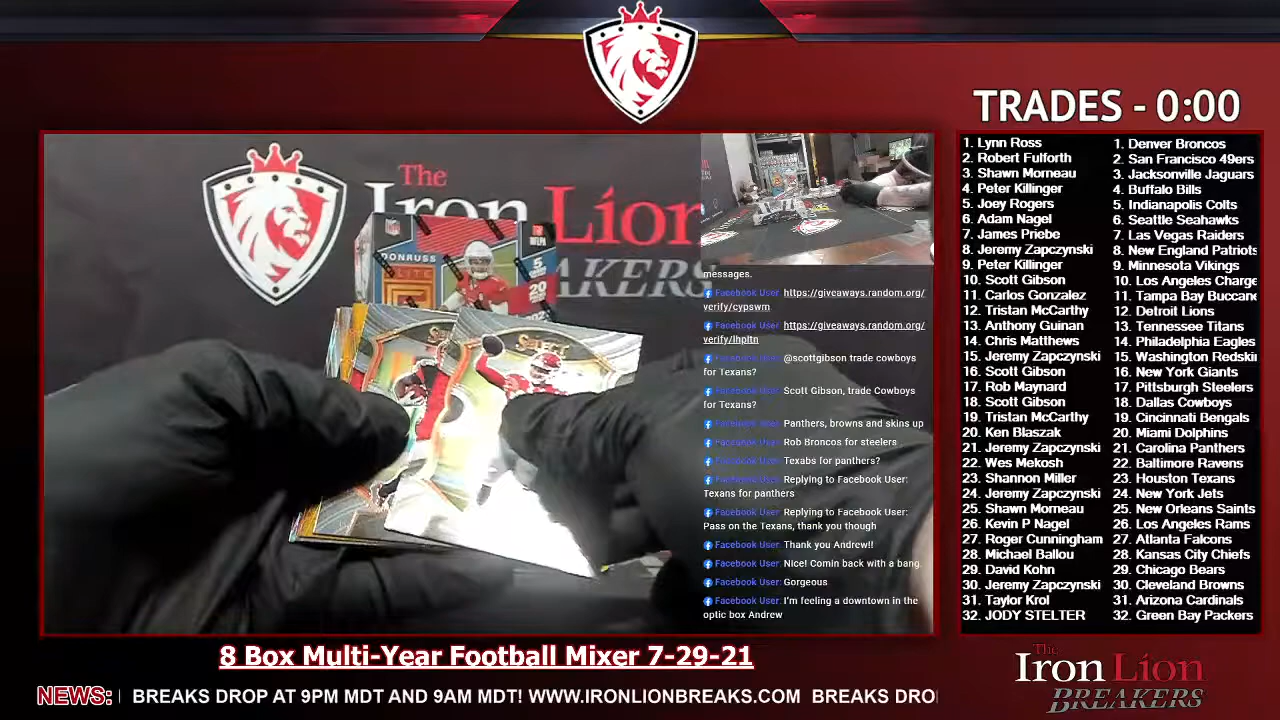 TRADES - 0:00
1. Lynn Ross 1. Denver Broncos
2. Robert Fulforth 2. San Francisco 49ers
3. Shawn Morneau 3. Jacksonville Jaguars
4. Peter Killinger 4. Buffalo Bills
5. Joey Rogers 5. Indianapolis Colts
6. Adam Nagel 6. Seattle Seahawks
7. James Priebe 7. Las Vegas Raiders
8. Jeremy Zapczynski 8. New England Patriots
9. Peter Killinger 9. Minnesota Vikings
10. Scott Gibson 10. Los Angeles Charge
11. Carlos Gonzalez 11. Tampa Bay Buccane
12. Tristan McCarthy 12. Detroit Lions
13. Anthony Guinan 13. Tennessee Titans
14. Chris Matthews 14. Philadelphia Eagles
15. Jeremy Zapczynski 15. Washington Redski
16. Scott Gibson 16. New York Giants
17. Rob Maynard 17. Pittsburgh Steelers
18. Scott Gibson 18. Dallas Cowboys
19. Tristan McCarthy 19. Cincinnati Bengals
20. Ken Blaszak 20. Miami Dolphins
21. Jeremy Zapczynski 21. Carolina Panthers
22. Wes Mekosh 22. Baltimore Ravens
23. Shannon Miller 23. Houston Texans
24. Jeremy Zapczynski 24. New York Jets
25. Shawn Morneau 25. New Orleans Saints
26. Kevin P Nagel 26. Los Angeles Rams
27. Roger Cunningham 27. Atlanta Falcons
28. Michael Ballou 28. Kansas City Chiefs
29. David Kohn 29. Chicago Bears
30. Jeremy Zapczynski 30. Cleveland Browns
31. Taylor Krol 31. Arizona Cardinals
32. JODY STELTER 32. Green Bay Packers
The
Iron Lion
AKERS
DONRUSS
ELITE
NFLPA
5
20
SELECT
SELECT
messages.
Facebook User: https://giveaways.random.org/
verify/cypswm
Facebook User: https://giveaways.random.org/
verify/lhpltn
Facebook User: @scottgibson trade cowboys
for Texans?
Facebook User: Scott Gibson, trade Cowboys
for Texans?
Facebook User: Panthers, browns and skins up
Facebook User: Rob Broncos for steelers
Facebook User: Texabs for panthers?
Facebook User: Replying to Facebook User:
Texans for panthers
Facebook User: Replying to Facebook User:
Pass on the Texans, thank you though
Facebook User: Thank you Andrew!!
Facebook User: Nice! Comin back with a bang.
Facebook User: Gorgeous
Facebook User: I'm feeling a downtown in the
optic box Andrew
8 Box Multi-Year Football Mixer 7-29-21
The
Iron Lion
BREAKERS
NEWS: BREAKS DROP AT 9PM MDT AND 9AM MDT! WWW.IRONLIONBREAKS.COM BREAKS DRO